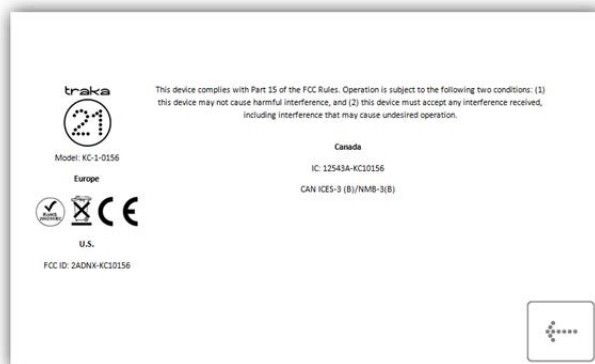 traka
21
Model: KC-1-0156
Europe
CE
U.S.
FCC ID: 2ADNX-KC10156
This device complies with Part 15 of the FCC Rules. Operation is subject to the following two conditions: (1)
this device may not cause harmful interference, and (2) this device must accept any interference received,
including interference that may cause undesired operation.
Canada
IC: 12543A-KC10156
CAN ICES-3 (B)/NMB-3(B)